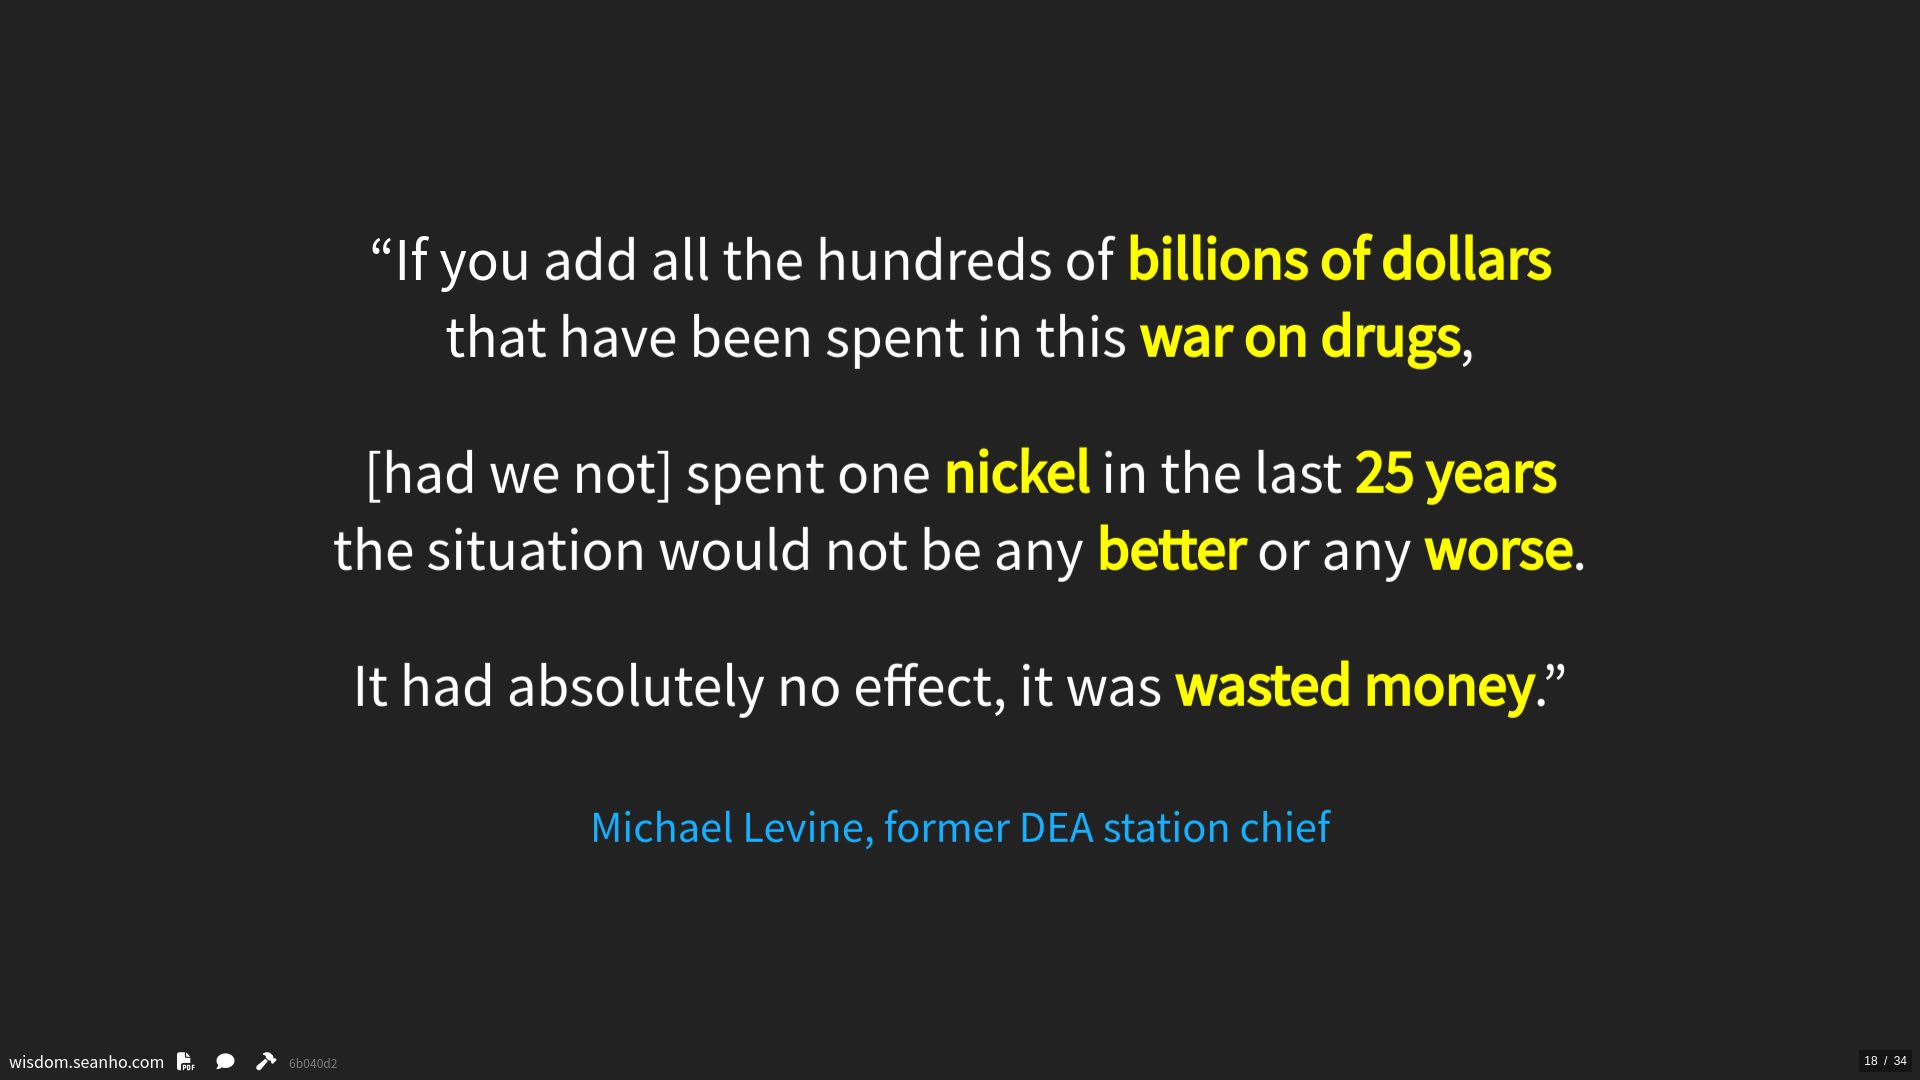 “If you add all the hundreds of billions of dollars
that have been spent in this war on drugs,
[had we not] spent one nickel in the last 25 years
the situation would not be any better or any worse.
It had absolutely no effect, it was wasted money.”
Michael Levine, former DEA station chief
wisdom.seanho.com PDF 6b040d2
18 / 34